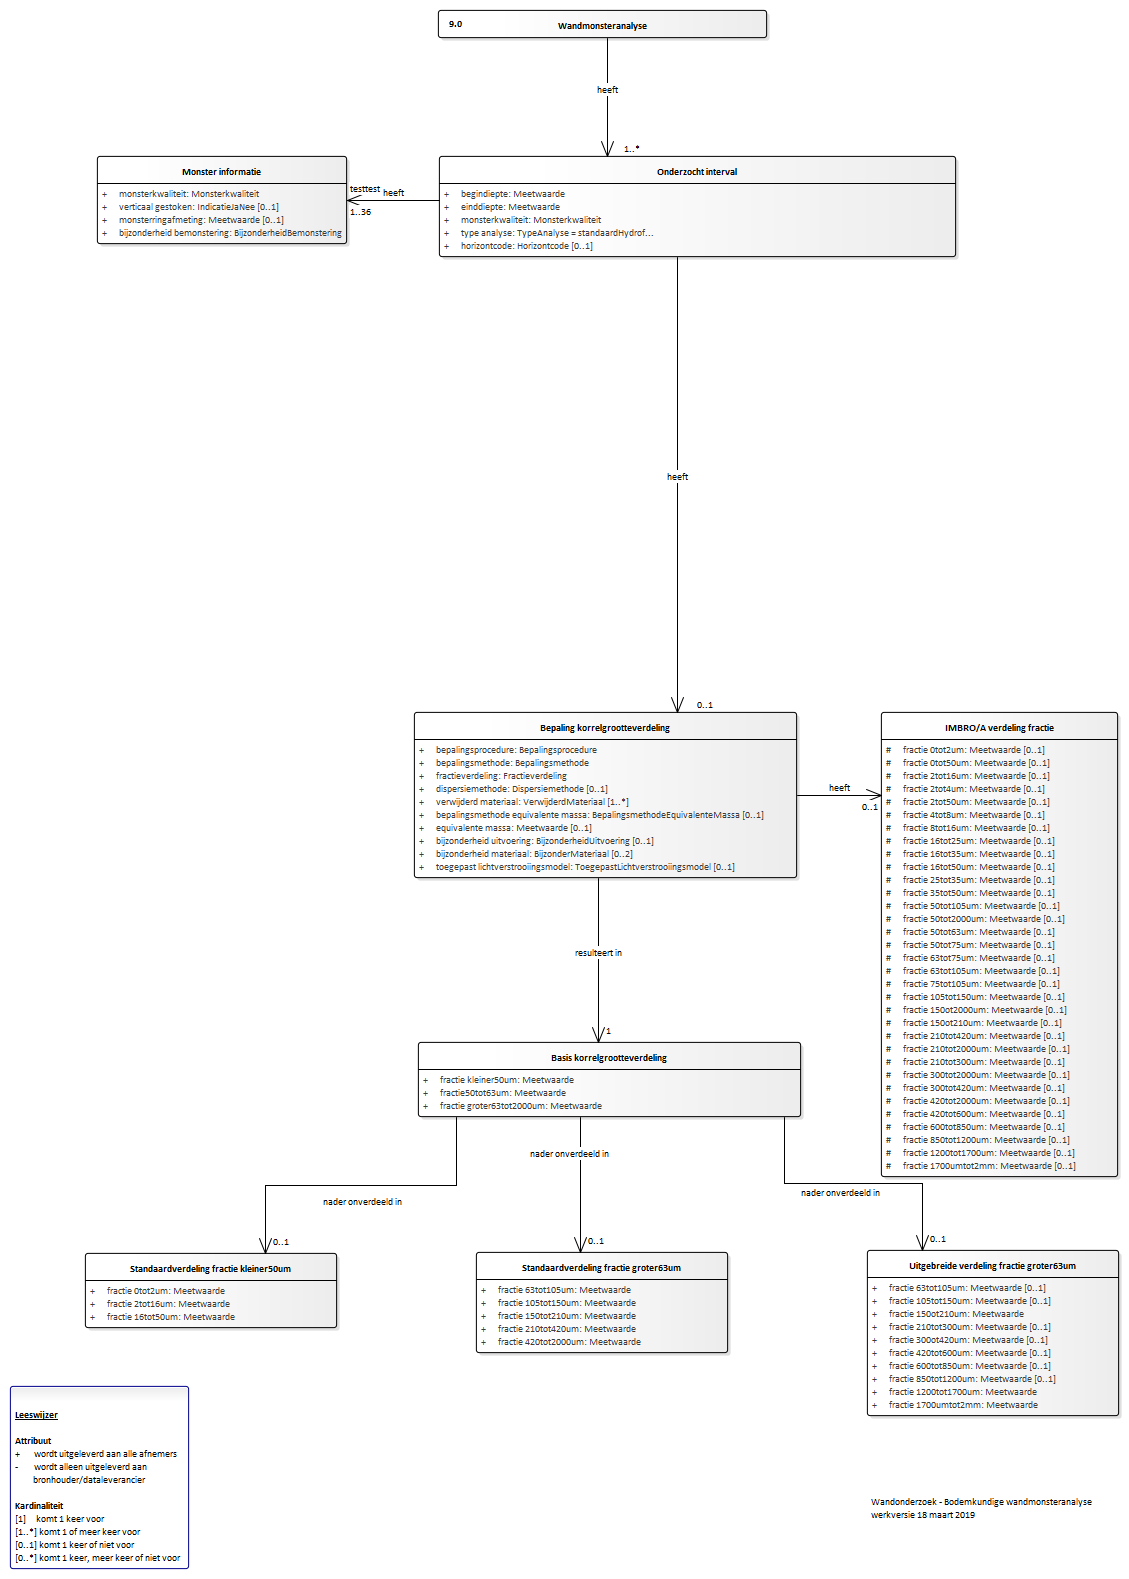 9.0 Wandmonsteranalyse
heeft
1..*
Monster informatie
+ monsterkwaliteit: Monsterkwaliteit
+ verticaal gestoken: IndicatieJaNee [0..1]
+ monsterringafmeting: Meetwaarde [0..1]
+ bijzonderheid bemonstering: BijzonderheidBemonstering
testtest heeft
1..36
Onderzocht interval
+ begindiepte: Meetwaarde
+ einddiepte: Meetwaarde
+ monsterkwaliteit: Monsterkwaliteit
+ type analyse: TypeAnalyse = standaardHydrof...
+ horizontcode: Horizontcode [0..1]
heeft
0..1
Bepaling korrelgrootteverdeling
+ bepalingsprocedure: Bepalingsprocedure
+ bepalingsmethode: Bepalingsmethode
+ fractieverdeling: Fractieverdeling
+ dispersiemethode: Dispersiemethode [0..1]
+ verwijderd materiaal: VerwijderdMateriaal [1..*]
+ bepalingsmethode equivalente massa: BepalingsmethodeEquivalenteMassa [0..1]
+ equivalente massa: Meetwaarde [0..1]
+ bijzonderheid uitvoering: BijzonderheidUitvoering [0..1]
+ bijzonderheid materiaal: BijzonderMateriaal [0..2]
+ toegepast lichtverstrooiingsmodel: ToegepastLichtverstrooiingsmodel [0..1]
heeft
0..1
IMBRO/A verdeling fractie
# fractie 0tot2um: Meetwaarde [0..1]
# fractie 0tot50um: Meetwaarde [0..1]
# fractie 2tot16um: Meetwaarde [0..1]
# fractie 2tot4um: Meetwaarde [0..1]
# fractie 2tot50um: Meetwaarde [0..1]
# fractie 4tot8um: Meetwaarde [0..1]
# fractie 8tot16um: Meetwaarde [0..1]
# fractie 16tot25um: Meetwaarde [0..1]
# fractie 16tot35um: Meetwaarde [0..1]
# fractie 16tot50um: Meetwaarde [0..1]
# fractie 25tot35um: Meetwaarde [0..1]
# fractie 35tot50um: Meetwaarde [0..1]
# fractie 50tot105um: Meetwaarde [0..1]
# fractie 50tot2000um: Meetwaarde [0..1]
# fractie 50tot63um: Meetwaarde [0..1]
# fractie 50tot75um: Meetwaarde [0..1]
# fractie 63tot75um: Meetwaarde [0..1]
# fractie 63tot105um: Meetwaarde [0..1]
# fractie 75tot105um: Meetwaarde [0..1]
# fractie 105tot150um: Meetwaarde [0..1]
# fractie 150ot2000um: Meetwaarde [0..1]
# fractie 150ot210um: Meetwaarde [0..1]
# fractie 210tot420um: Meetwaarde [0..1]
# fractie 210tot2000um: Meetwaarde [0..1]
# fractie 210tot300um: Meetwaarde [0..1]
# fractie 300tot2000um: Meetwaarde [0..1]
# fractie 300tot420um: Meetwaarde [0..1]
# fractie 420tot2000um: Meetwaarde [0..1]
# fractie 420tot600um: Meetwaarde [0..1]
# fractie 600tot850um: Meetwaarde [0..1]
# fractie 850tot1200um: Meetwaarde [0..1]
# fractie 1200tot1700um: Meetwaarde [0..1]
# fractie 1700umtot2mm: Meetwaarde [0..1]
resulteert in
1
Basis korrelgrootteverdeling
+ fractie kleiner50um: Meetwaarde
+ fractie50tot63um: Meetwaarde
+ fractie groter63tot2000um: Meetwaarde
nader onverdeeld in
nader onverdeeld in
nader onverdeeld in
0..1
0..1
0..1
Standaardverdeling fractie kleiner50um
+ fractie 0tot2um: Meetwaarde
+ fractie 2tot16um: Meetwaarde
+ fractie 16tot50um: Meetwaarde
Standaardverdeling fractie groter63um
+ fractie 63tot105um: Meetwaarde
+ fractie 105tot150um: Meetwaarde
+ fractie 150tot210um: Meetwaarde
+ fractie 210tot420um: Meetwaarde
+ fractie 420tot2000um: Meetwaarde
Uitgebreide verdeling fractie groter63um
+ fractie 63tot105um: Meetwaarde [0..1]
+ fractie 105tot150um: Meetwaarde [0..1]
+ fractie 150ot210um: Meetwaarde
+ fractie 210tot300um: Meetwaarde [0..1]
+ fractie 300ot420um: Meetwaarde [0..1]
+ fractie 420tot600um: Meetwaarde [0..1]
+ fractie 600tot850um: Meetwaarde [0..1]
+ fractie 850tot1200um: Meetwaarde [0..1]
+ fractie 1200tot1700um: Meetwaarde
+ fractie 1700umtot2mm: Meetwaarde
Leeswijzer
Attribuut
+ wordt uitgeleverd aan alle afnemers
- wordt alleen uitgeleverd aan
bronhouder/dataleverancier
Kardinaliteit
[1] komt 1 keer voor
[1..*] komt 1 of meer keer voor
[0..1] komt 1 keer of niet voor
[0..*] komt 1 keer, meer keer of niet voor
Wandonderzoek - Bodemkundige wandmonsteranalyse
werkversie 18 maart 2019